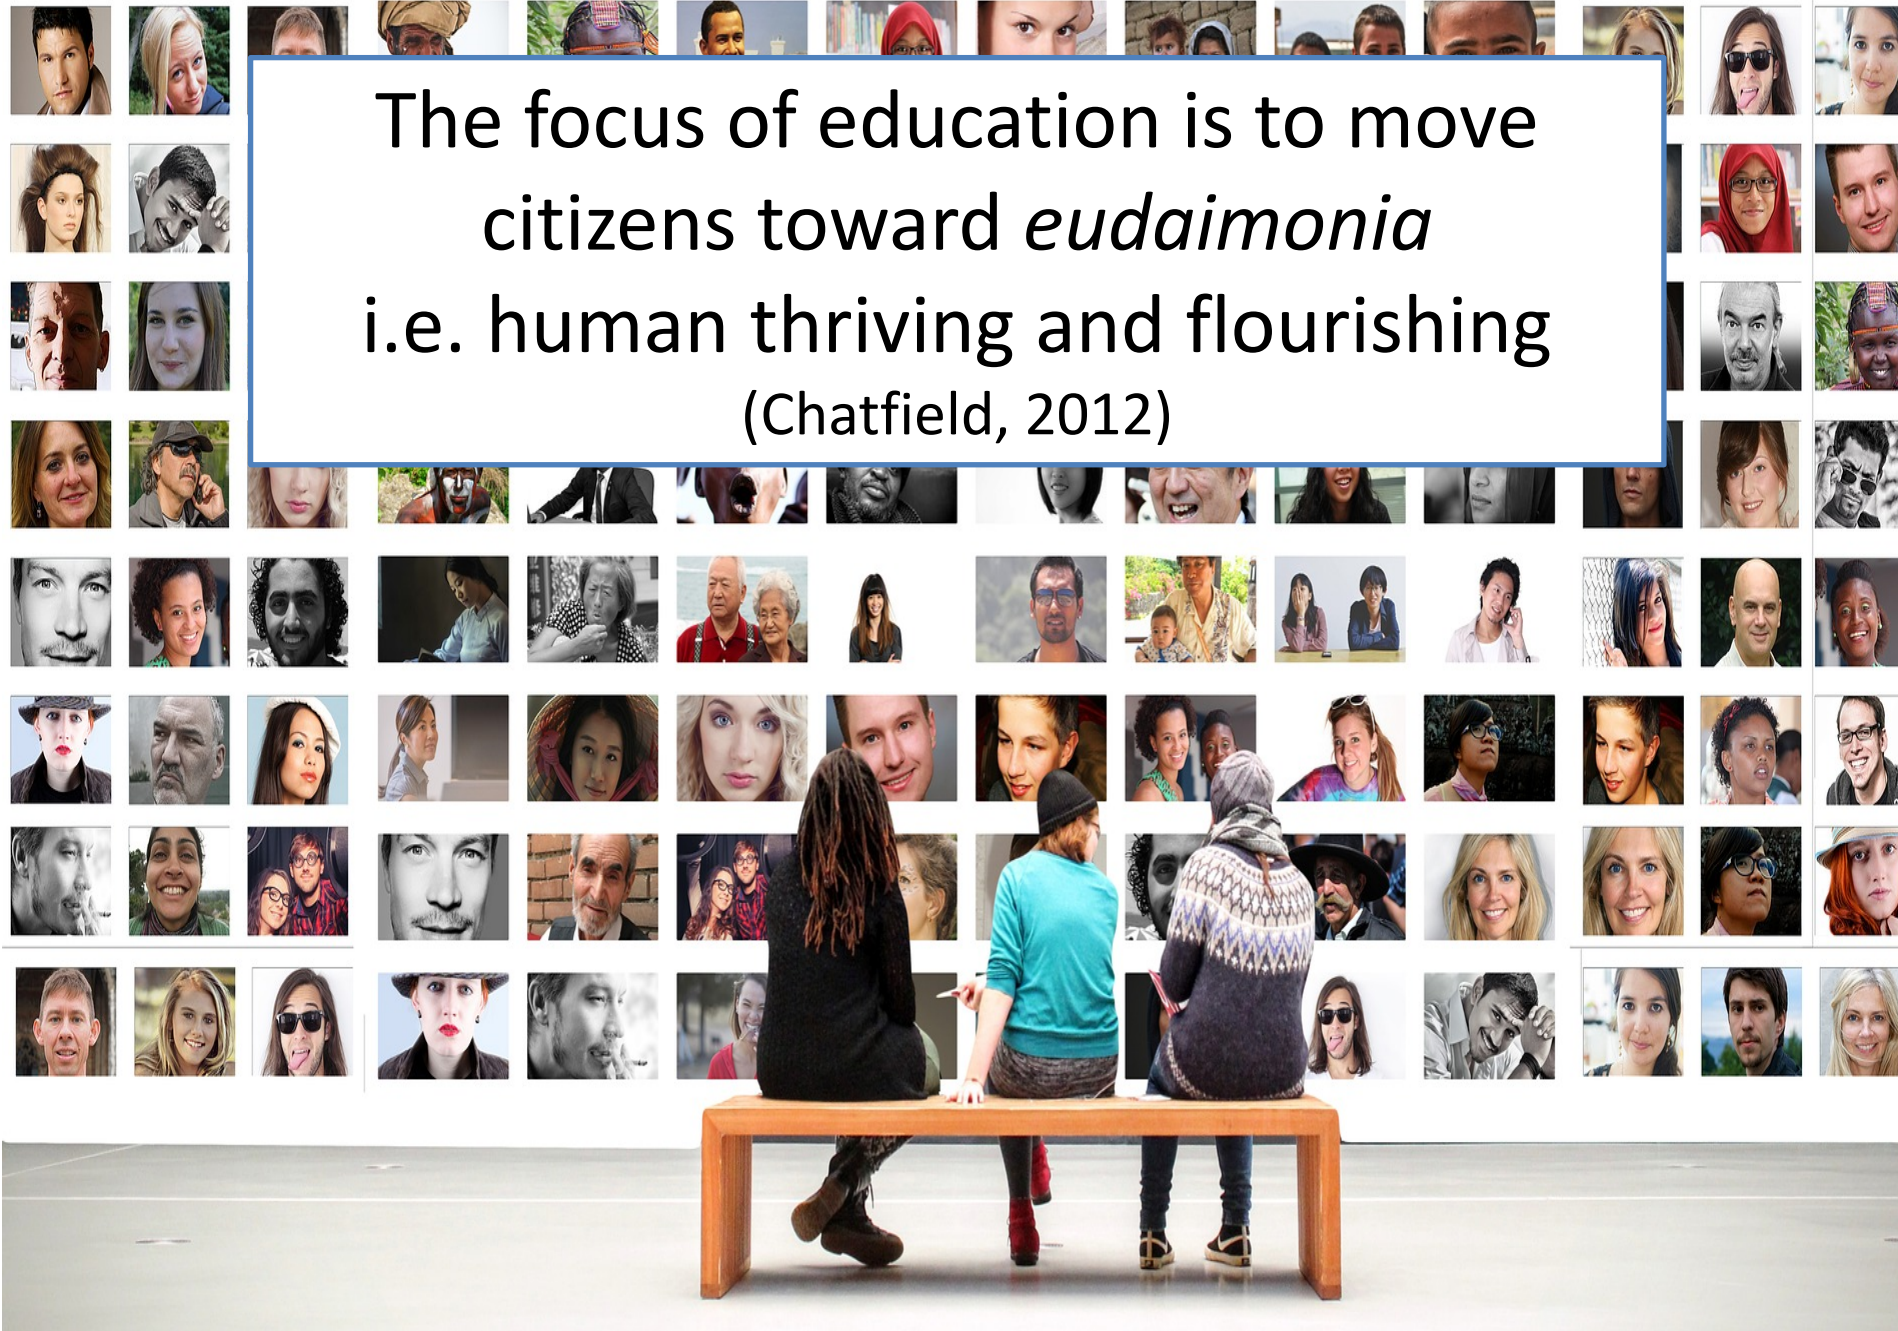 The focus of education is to move
citizens toward eudaimonia
i.e. human thriving and flourishing
(Chatfield, 2012)